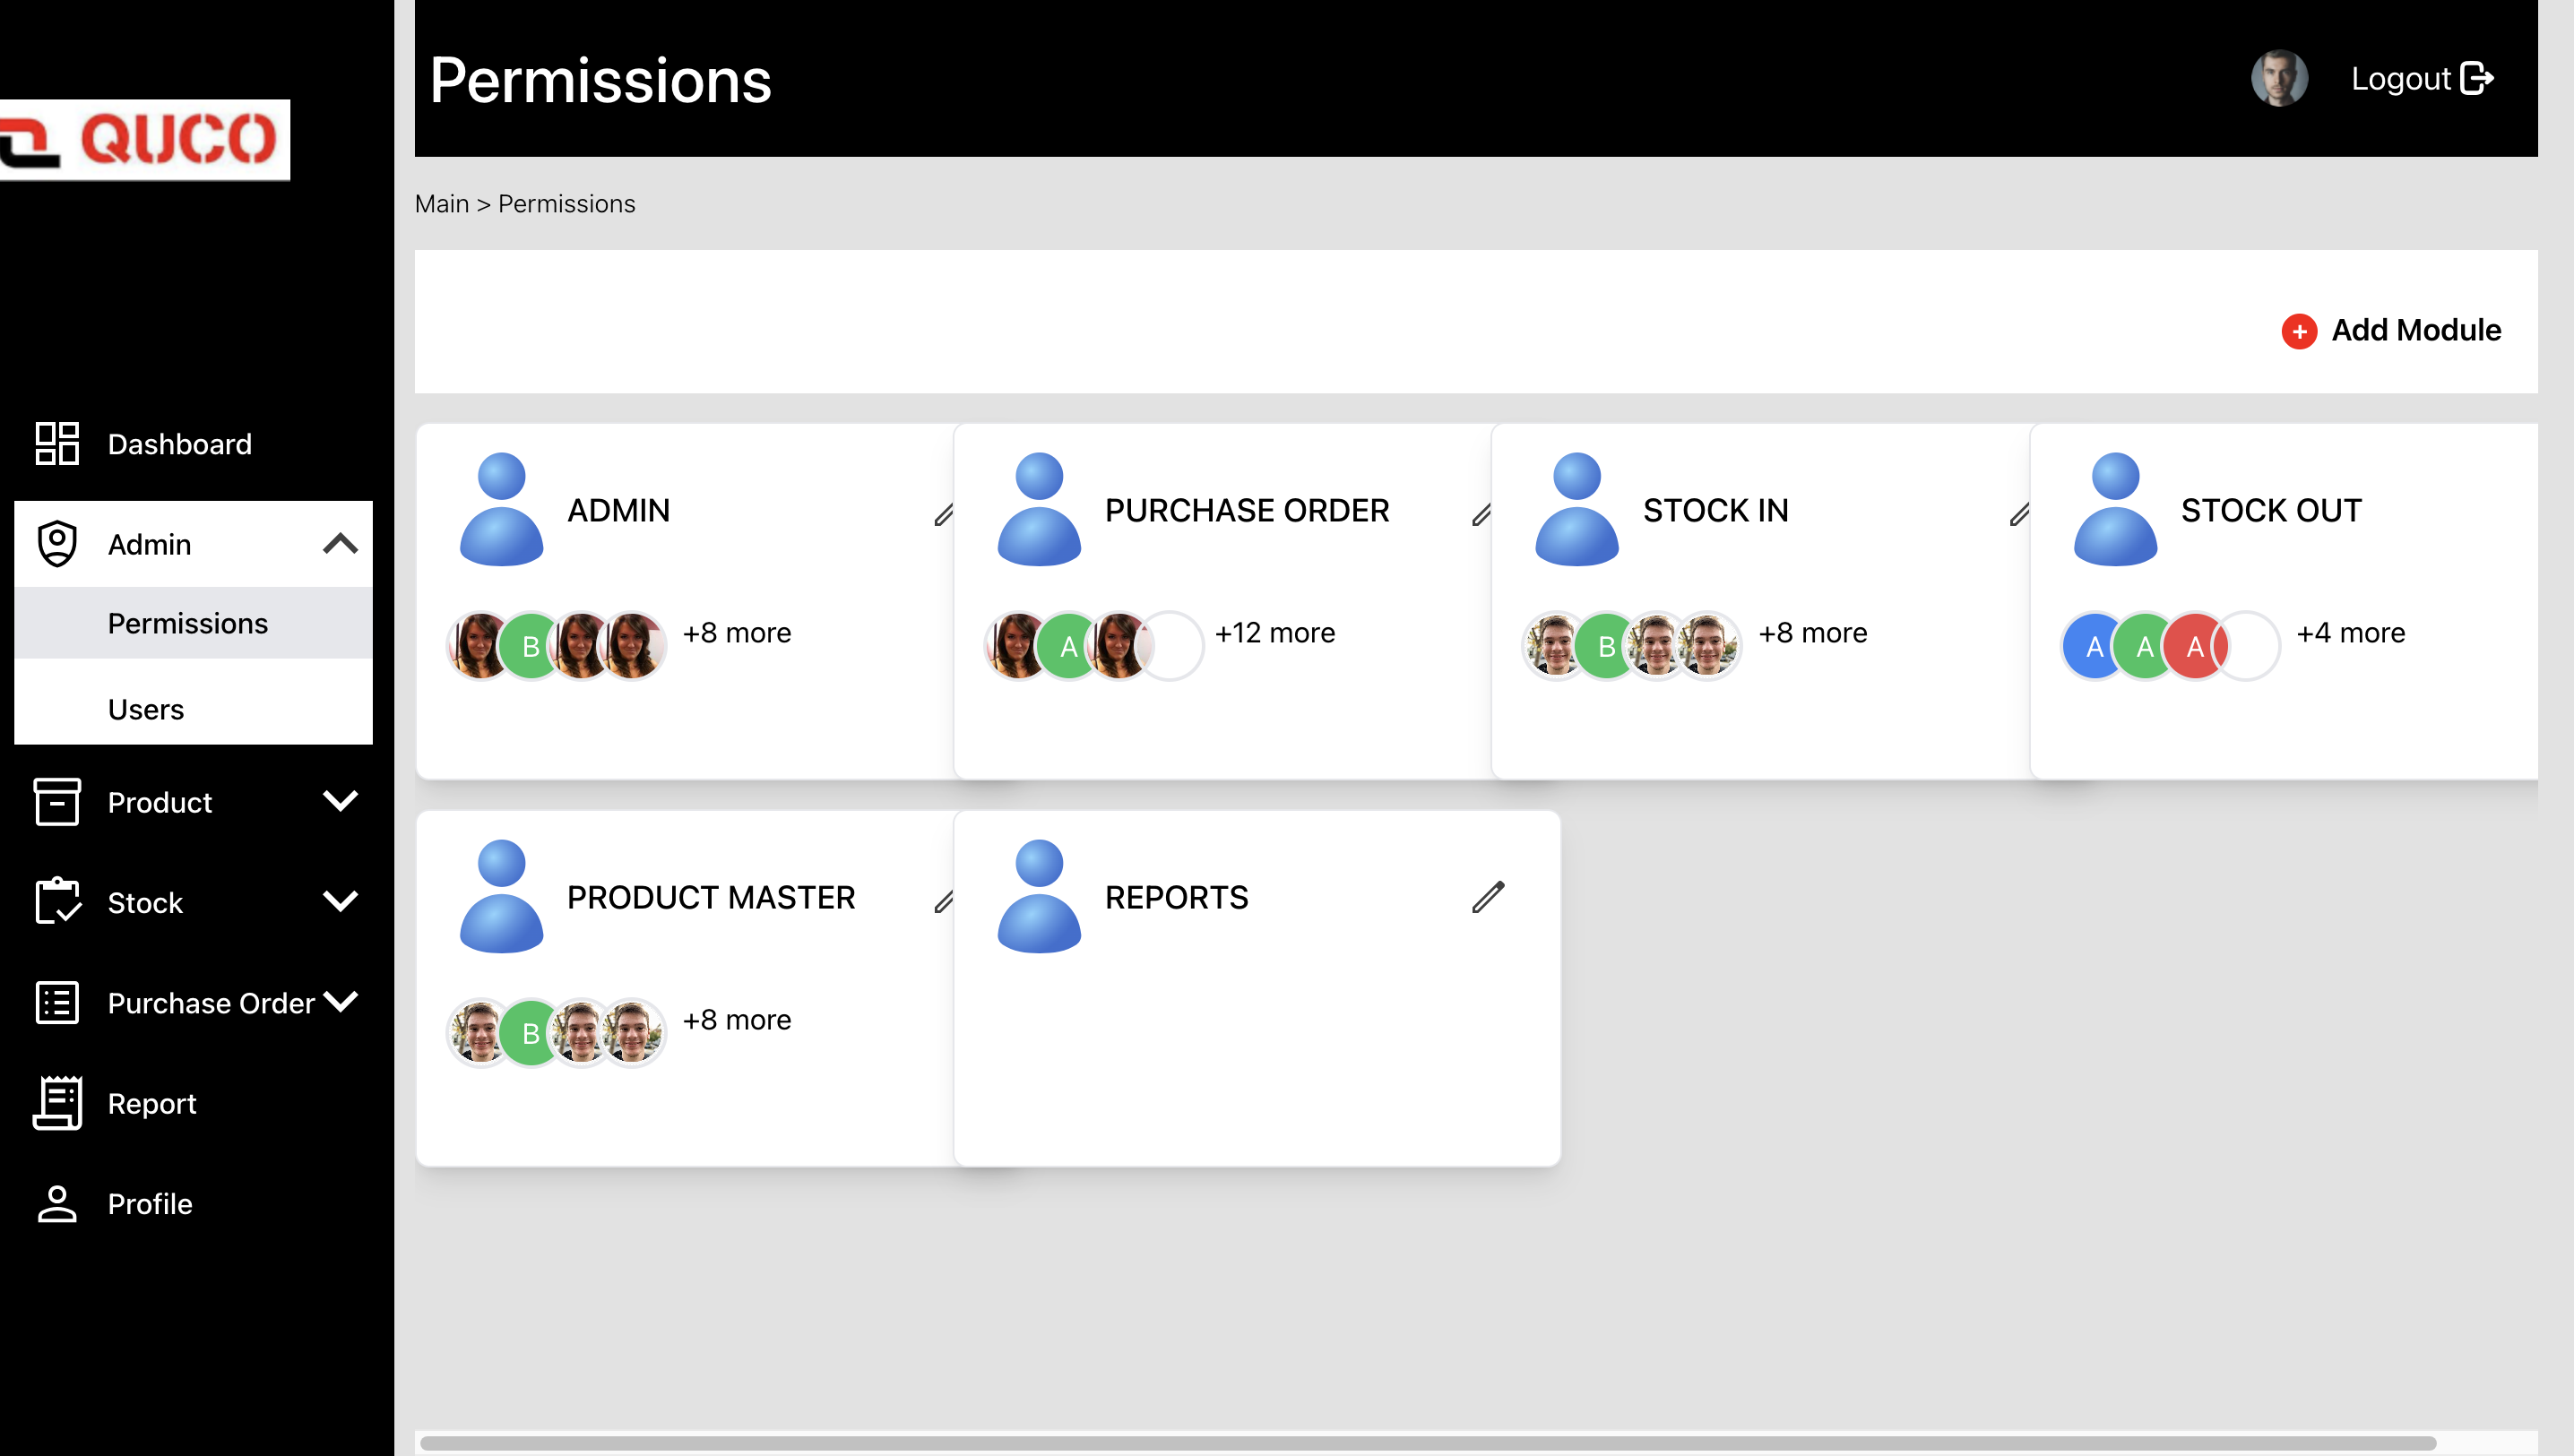 QUCO
Permissions
Logout
Main > Permissions
Add Module
Dashboard
Admin
Permissions
Users
Product
Stock
Purchase Order
Report
Profile
ADMIN
B
+8 more
PURCHASE ORDER
A
+12 more
STOCK IN
B
+8 more
STOCK OUT
A A A
+4 more
PRODUCT MASTER
B
+8 more
REPORTS